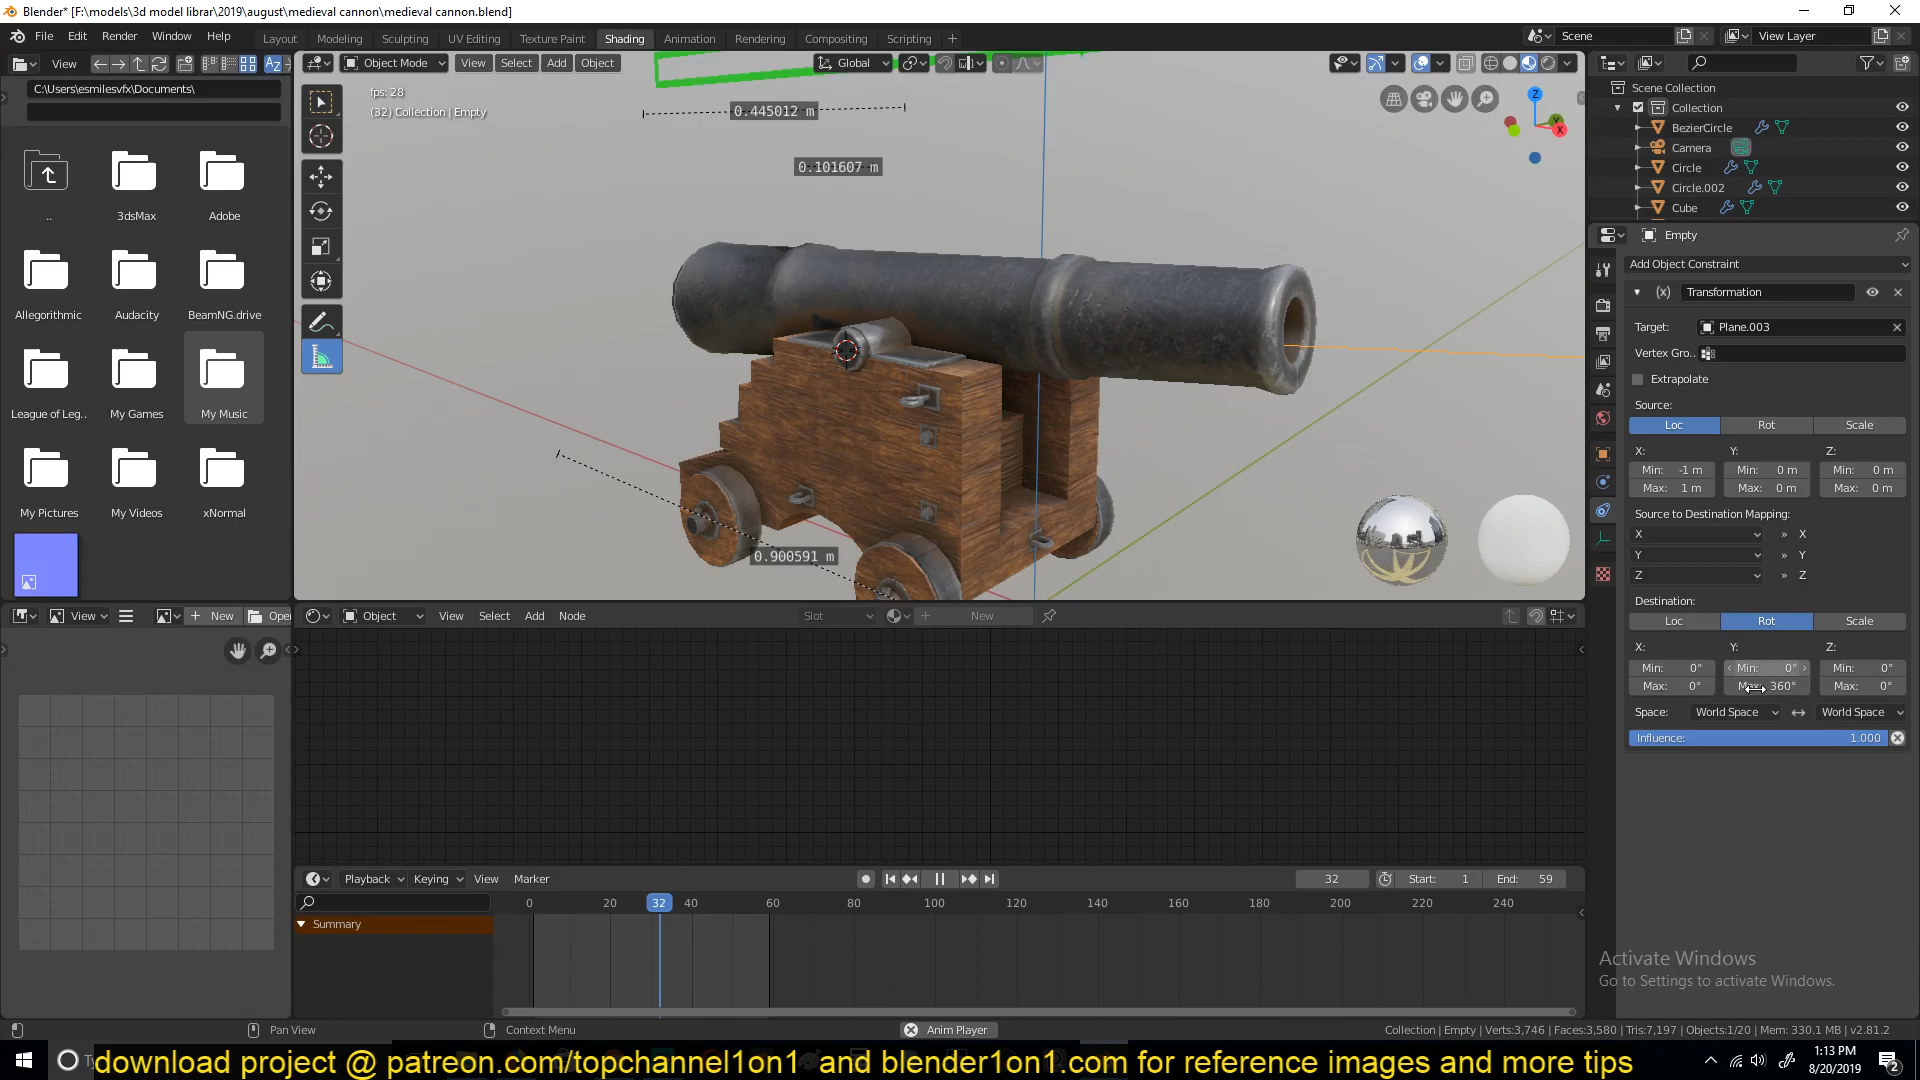 Blender* [F:\models\3d model librar\2019\august\medieval cannon\medieval cannon.blend]
File Edit Render Window Help
Layout Modeling Sculpting UV Editing Texture Paint Shading Animation Rendering Compositing Scripting +
Scene
View Layer
View
C:\Users\esmilesvfx\Documents\
..
3dsMax
Adobe
Allegorithmic
Audacity
BeamNG.drive
League of Leg..
My Games
My Music
My Pictures
My Videos
xNormal
Object Mode View Select Add Object
Global
fps: 28
(32) Collection | Empty
0.445012 m
0.101607 m
0.900591 m
Z
Y
X
Scene Collection
Collection
BezierCircle
Camera
Circle
Circle.002
Cube
Empty
Add Object Constraint
Transformation
Target: Plane.003
Vertex Gro..
Extrapolate
Source:
Loc Rot Scale
X: Y: Z:
Min: -1 m Min: 0 m Min: 0 m
Max: 1 m Max: 0 m Max: 0 m
Source to Destination Mapping:
X » X
Y » Y
Z » Z
Destination:
Loc Rot Scale
X: Y: Z:
Min: 0° Min: 0° Min: 0°
Max: 0° 360° Max: 0°
Space: World Space World Space
Influence: 1.000
View New Open
Object View Select Add Node Slot New
Playback Keying View Marker
32 Start: 1 End: 59
0 20 32 40 60 80 100 120 140 160 180 200 220 240
Summary
Activate Windows
Go to Settings to activate Windows.
Pan View
Context Menu
Anim Player
Collection | Empty | Verts:3,746 | Faces:3,580 | Tris:7,197 | Objects:1/20 | Mem: 330.1 MB | v2.81.2
download project @ patreon.com/topchannel1on1 and blender1on1.com for reference images and more tips
1:13 PM
8/20/2019
2